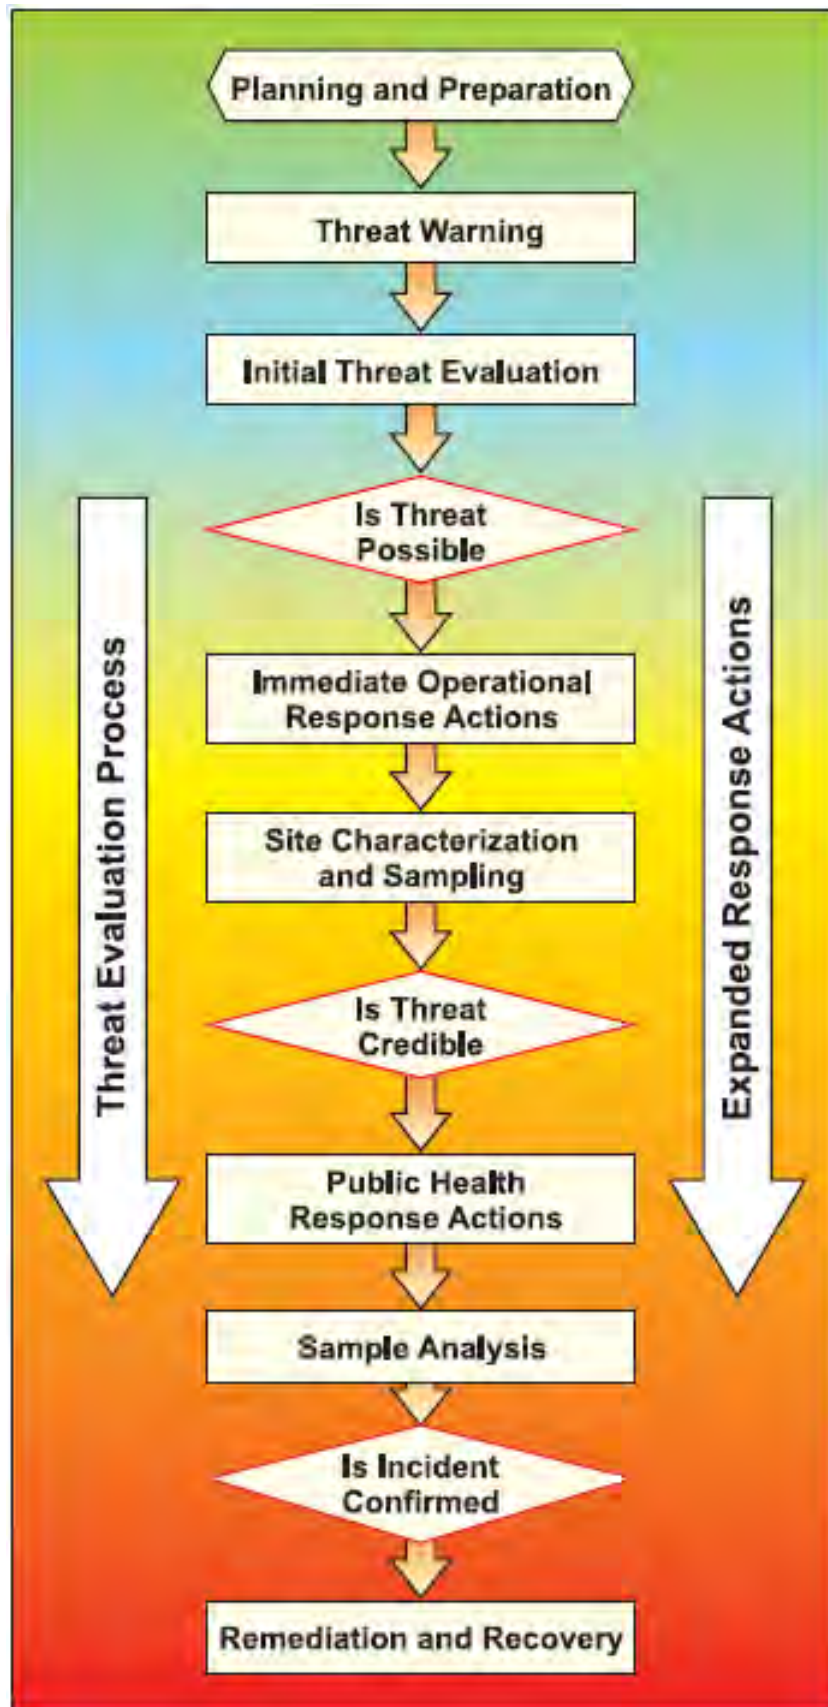 Planning and Preparation
Threat Warning
Initial Threat Evaluation
Is Threat
Possible
Immediate Operational
Response Actions
Site Characterization
and Sampling
Is Threat
Credible
Public Health
Response Actions
Sample Analysis
Is Incident
Confirmed
Remediation and Recovery
Threat Evaluation Process
Expanded Response Actions